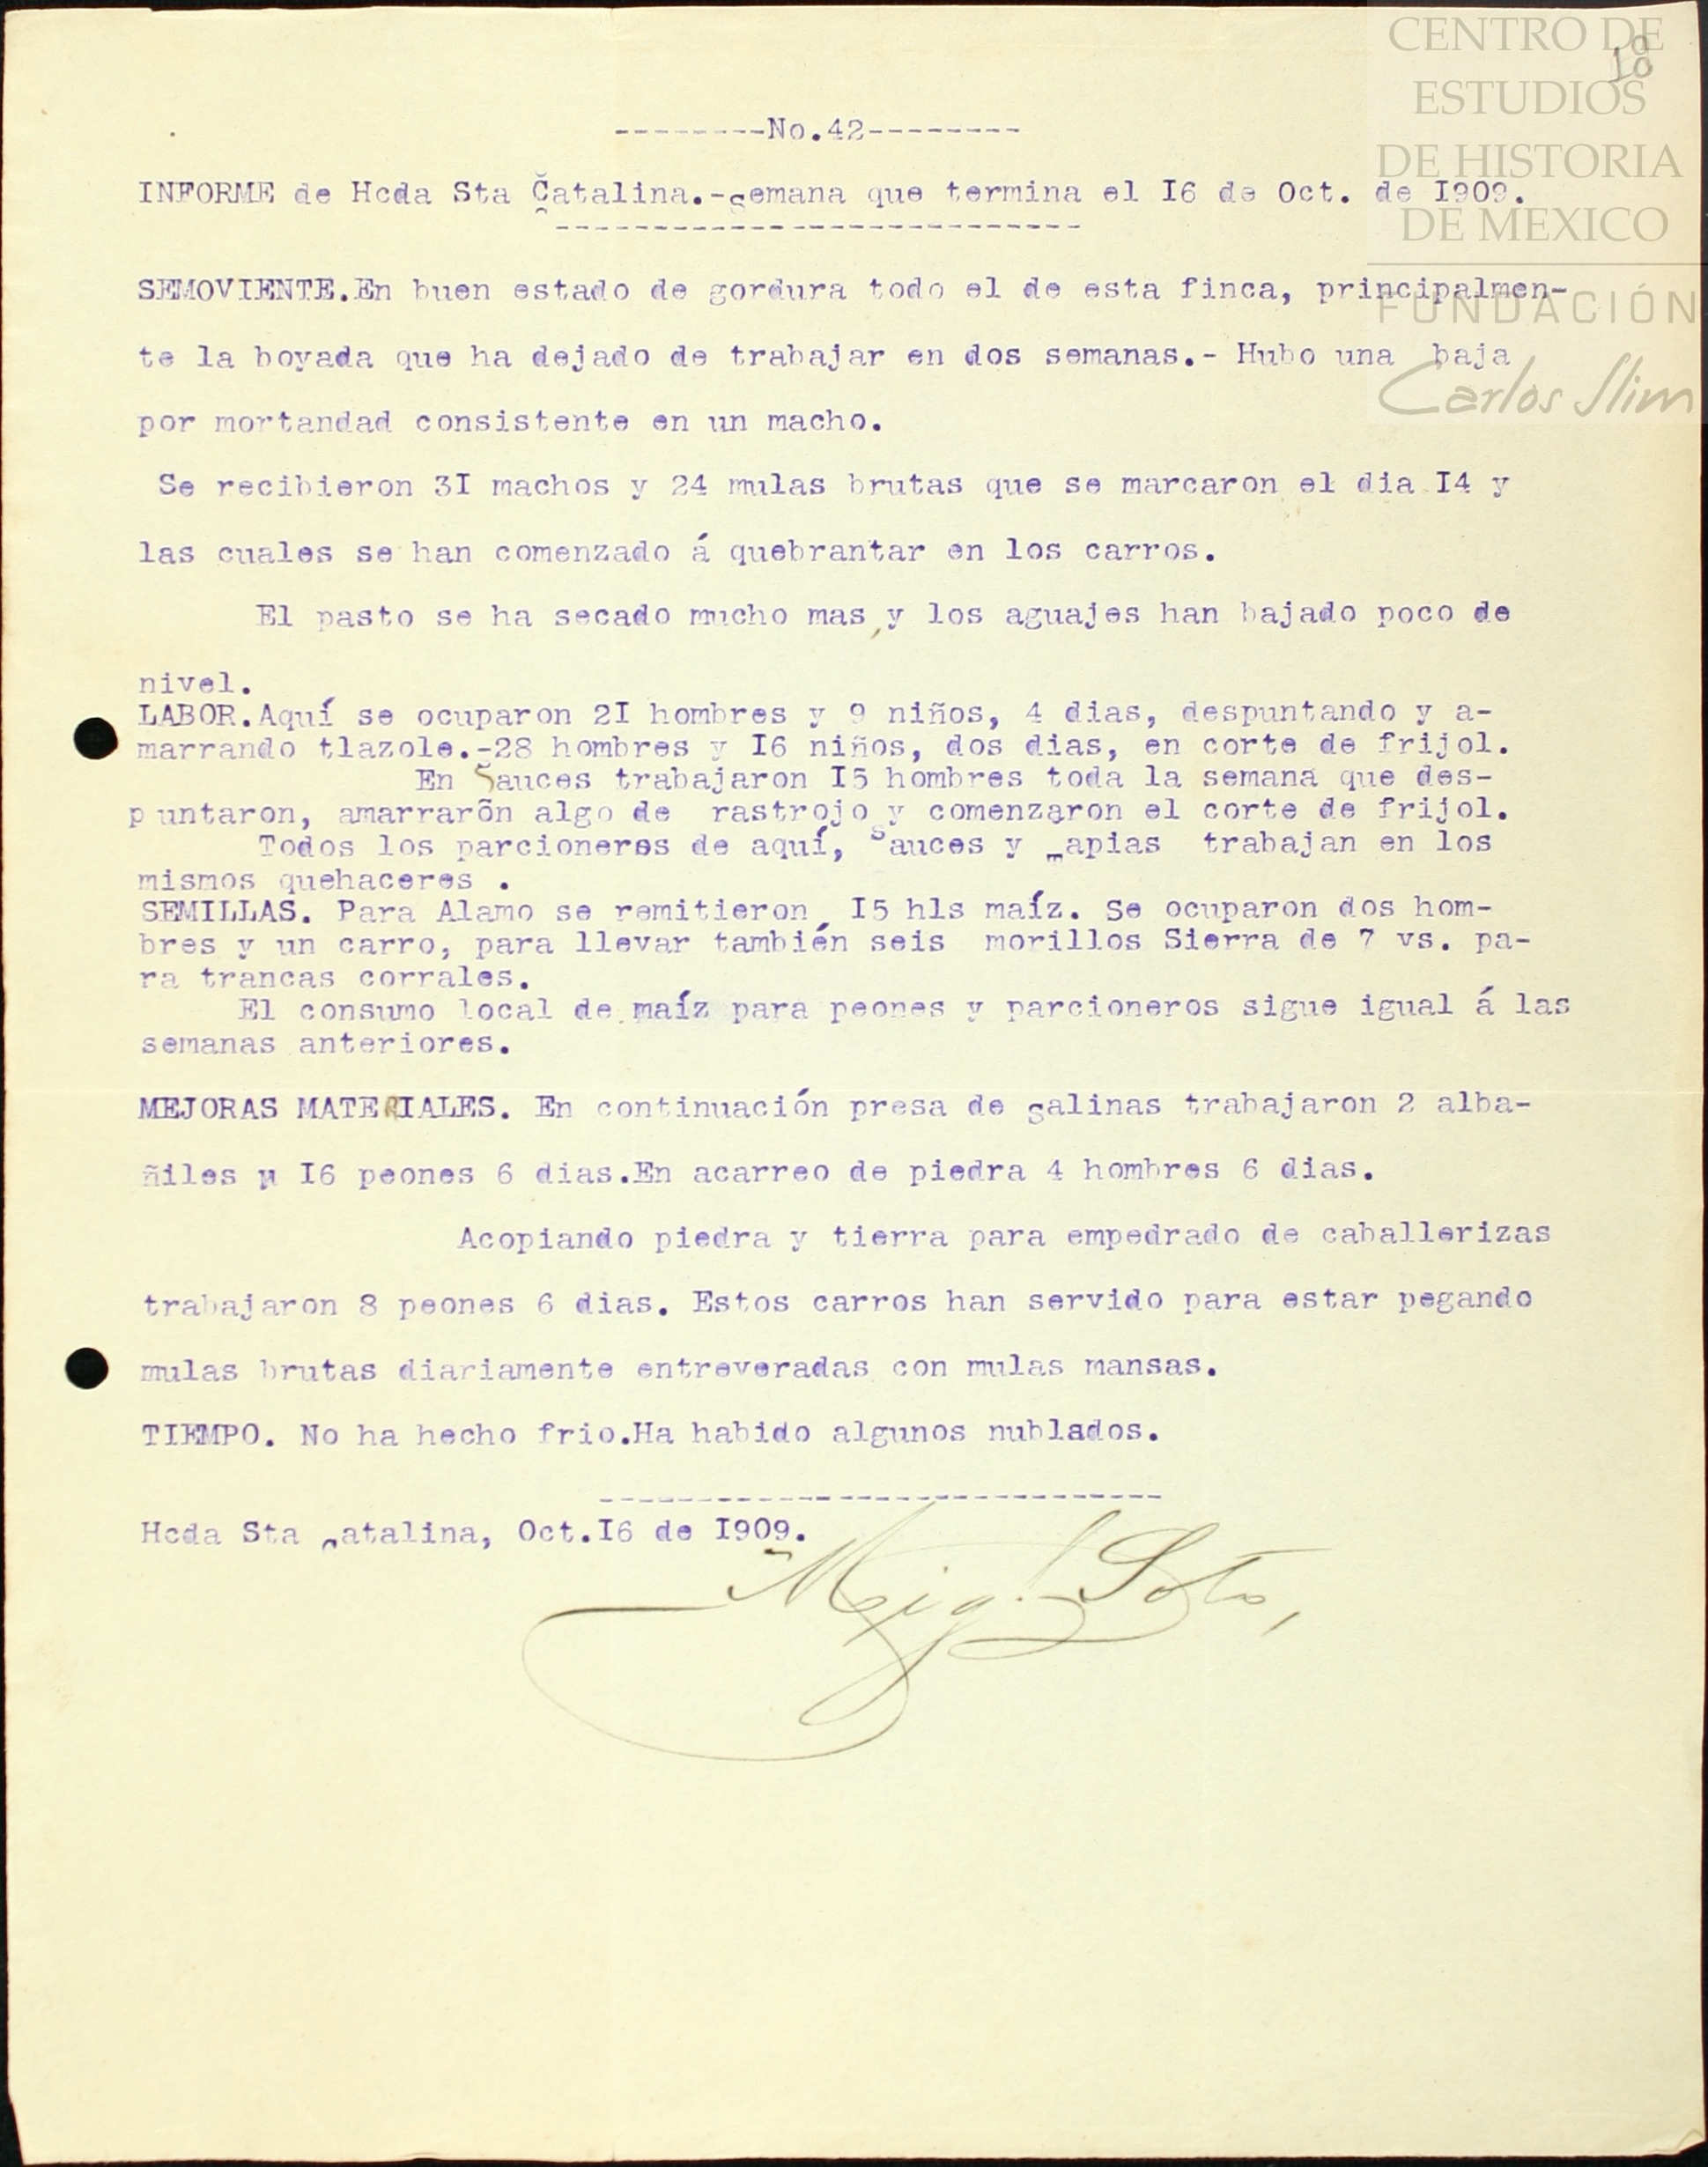 CENTRO DE
ESTUDIOS
DE HISTORIA
DE MEXICO
FUNDACIÓN
Carlos Slim
--------No.42--------
INFORME de Hcda Sta Catalina.-Semana que termina el I6 de Oct. de I909.
---------------------------
SEMOVIENTE.En buen estado de gordura todo el de esta finca, principalmen-
te la boyada que ha dejado de trabajar en dos semanas.- Hubo una baja
por mortandad consistente en un macho.
Se recibieron 3I machos y 24 mulas brutas que se marcaron el dia I4 y
las cuales se han comenzado á quebrantar en los carros.
El pasto se ha secado mucho mas,y los aguajes han bajado poco de
nivel.
LABOR.Aquí se ocuparon 2I hombres y 9 niños, 4 dias, despuntando y a-
marrando tlazole.-28 hombres y I6 niños, dos dias, en corte de frijol.
En Sauces trabajaron I5 hombres toda la semana que des-
puntaron, amarrarõn algo de rastrojo y comenzaron el corte de frijol.
Todos los parcioneros de aquí, Sauces y Tapias trabajan en los
mismos quehaceres .
SEMILLAS. Para Alamo se remitieron I5 hls maíz. Se ocuparon dos hom-
bres y un carro, para llevar también seis morillos Sierra de 7 vs. pa-
ra trancas corrales.
El consumo local de maíz para peones y parcioneros sigue igual á las
semanas anteriores.
MEJORAS MATERIALES. En continuación presa de Salinas trabajaron 2 alba-
ñiles y I6 peones 6 dias.En acarreo de piedra 4 hombres 6 dias.
Acopiando piedra y tierra para empedrado de caballerizas
trabajaron 8 peones 6 dias. Estos carros han servido para estar pegando
mulas brutas diariamente entreveradas con mulas mansas.
TIEMPO. No ha hecho frio.Ha habido algunos nublados.
-----------------------------
Hcda Sta Catalina, Oct.I6 de I909.
Migl. Soto,